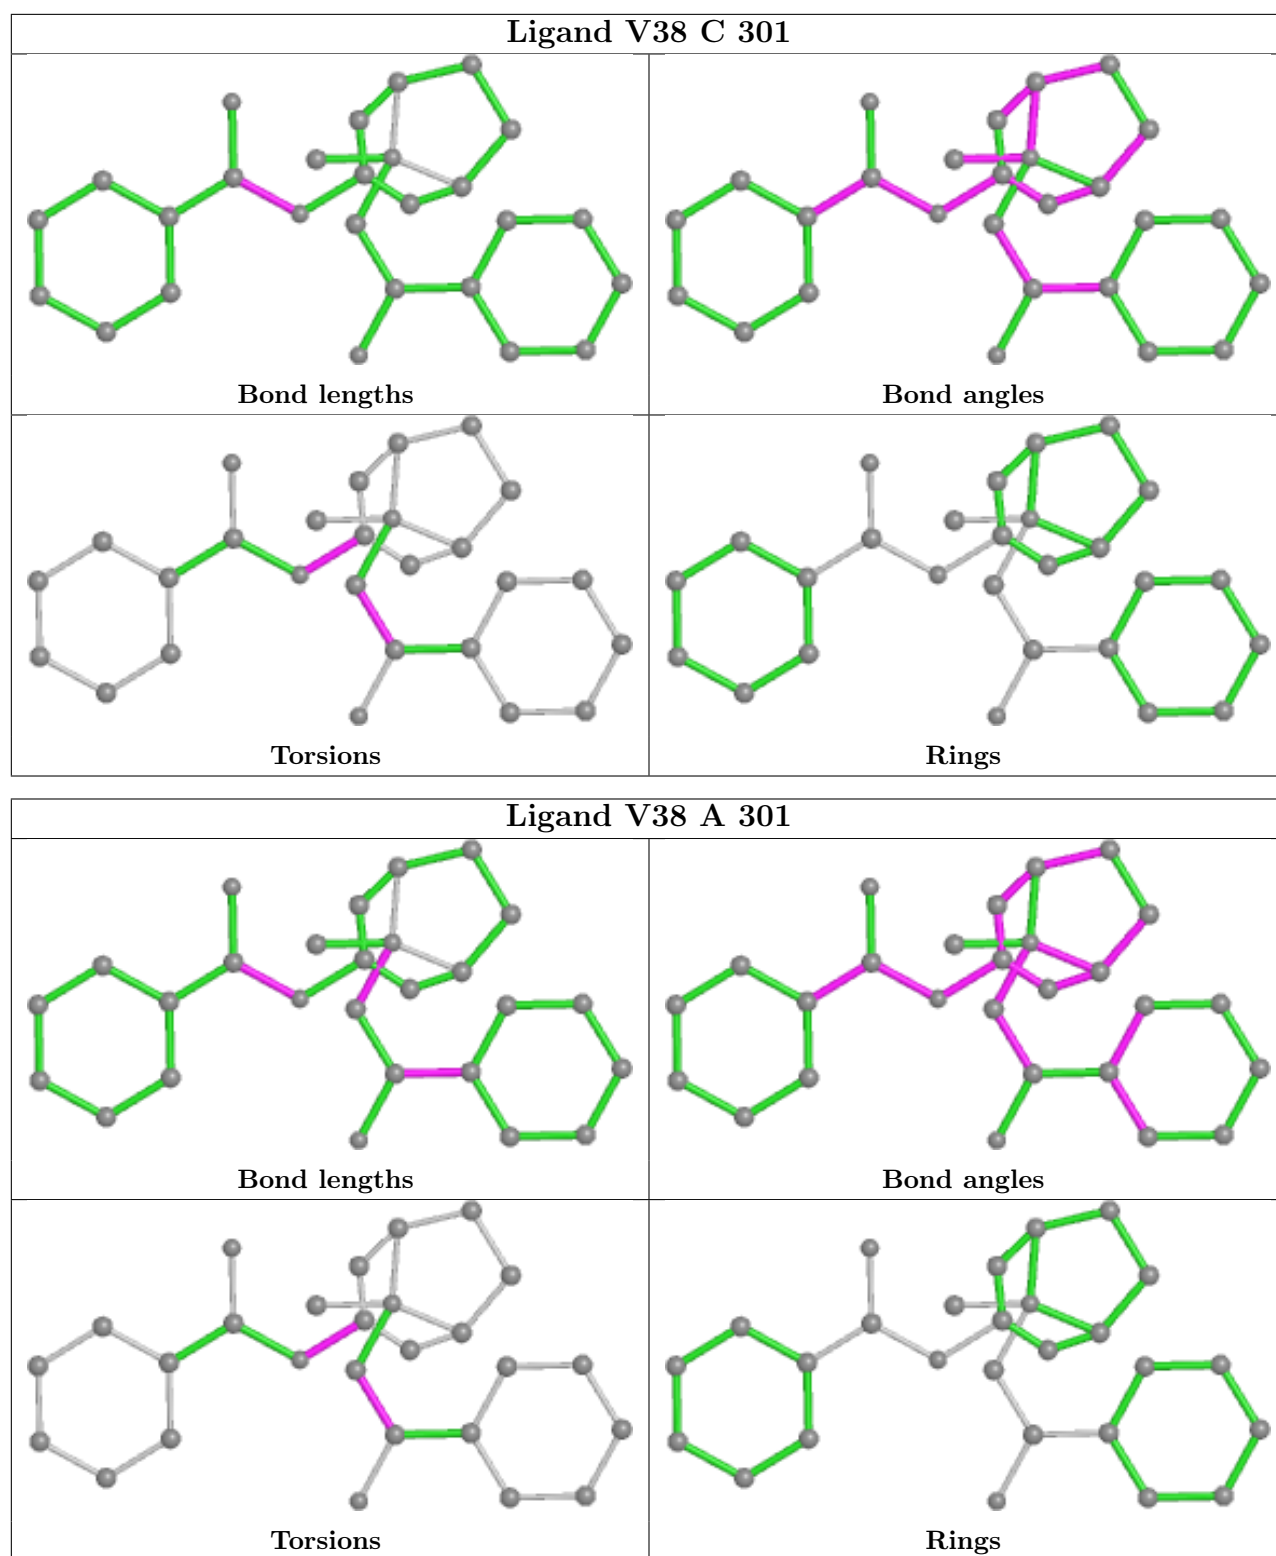 Ligand V38 C 301
Bond lengths
Bond angles
Torsions
Rings
Ligand V38 A 301
Bond lengths
Bond angles
Torsions
Rings